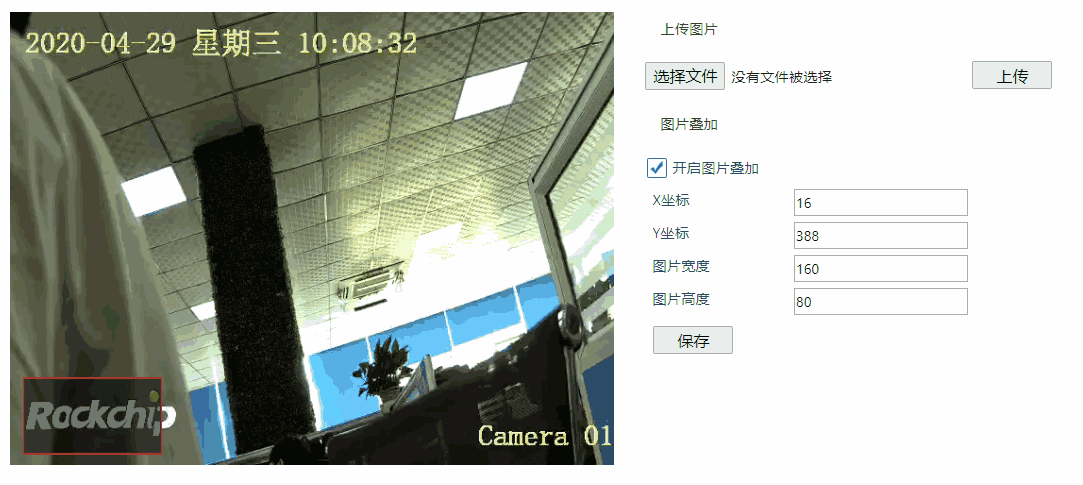 2020-04-29 星期三 10:08:32
Rockchip
Camera 01
上传图片
选择文件 没有文件被选择 上传
图片叠加
开启图片叠加
X坐标 16
Y坐标 388
图片宽度 160
图片高度 80
保存